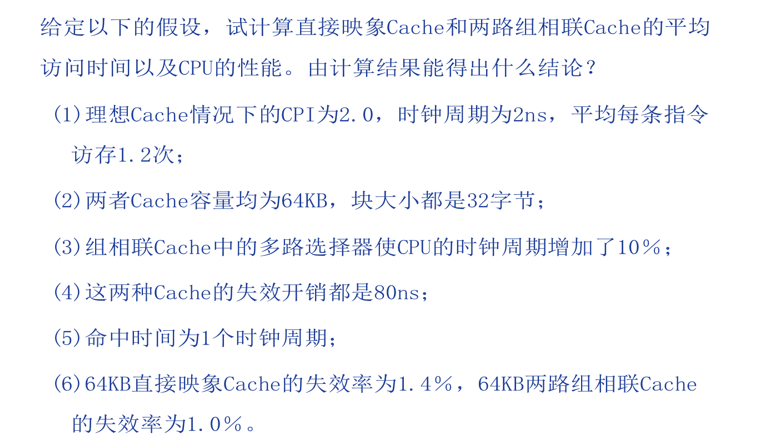 给定以下的假设，试计算直接映象Cache和两路组相联Cache的平均
访问时间以及CPU的性能。由计算结果能得出什么结论？
(1)理想Cache情况下的CPI为2.0，时钟周期为2ns，平均每条指令
访存1.2次；
(2)两者Cache容量均为64KB，块大小都是32字节；
(3)组相联Cache中的多路选择器使CPU的时钟周期增加了10％；
(4)这两种Cache的失效开销都是80ns；
(5)命中时间为1个时钟周期；
(6)64KB直接映象Cache的失效率为1.4％，64KB两路组相联Cache
的失效率为1.0％。